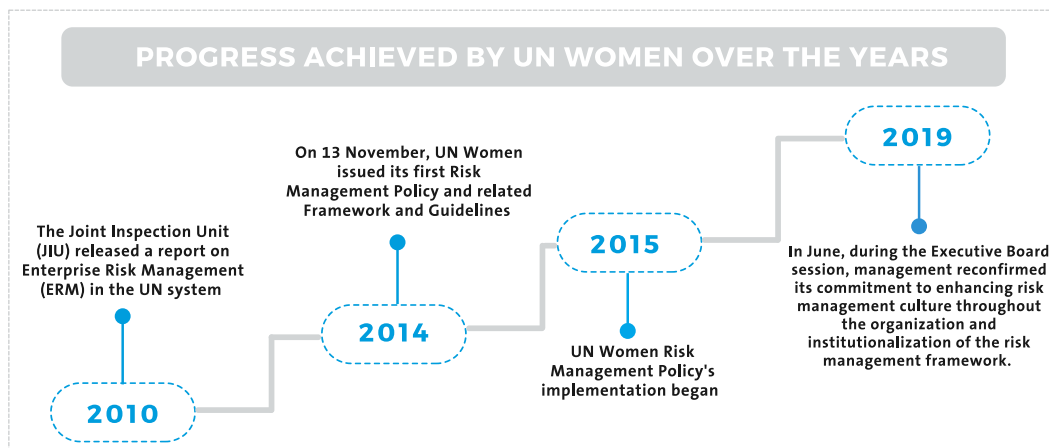 PROGRESS ACHIEVED BY UN WOMEN OVER THE YEARS
The Joint Inspection Unit
(JIU) released a report on
Enterprise Risk Management
(ERM) in the UN system
2010
On 13 November, UN Women
issued its first Risk
Management Policy and related
Framework and Guidelines
2014
2015
UN Women Risk
Management Policy's
implementation began
2019
In June, during the Executive Board
session, management reconfirmed
its commitment to enhancing risk
management culture throughout
the organization and
institutionalization of the risk
management framework.